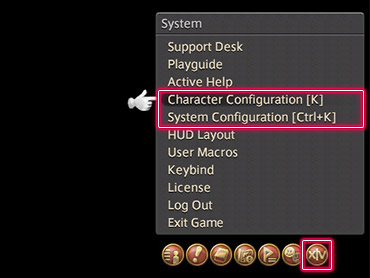 System
Support Desk
Playguide
Active Help
Character Configuration [K]
System Configuration [Ctrl+K]
HUD Layout
User Macros
Keybind
License
Log Out
Exit Game
XIV